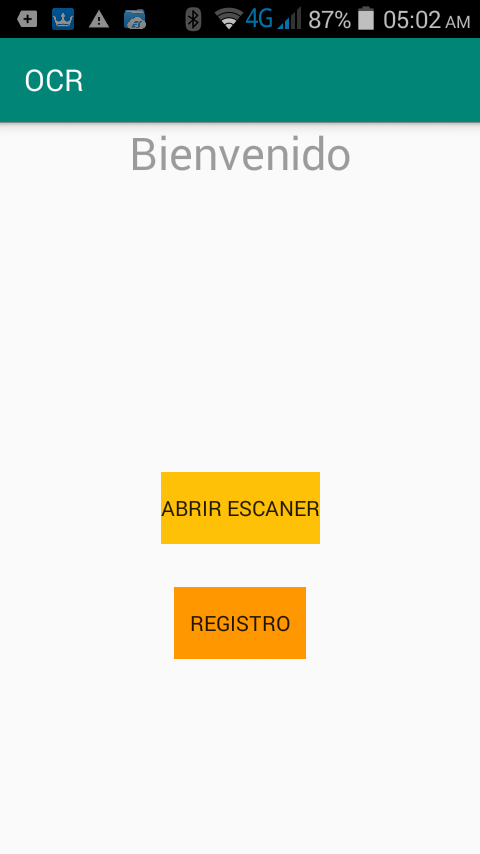 4G 87% 05:02 AM
OCR
Bienvenido
ABRIR ESCANER
REGISTRO